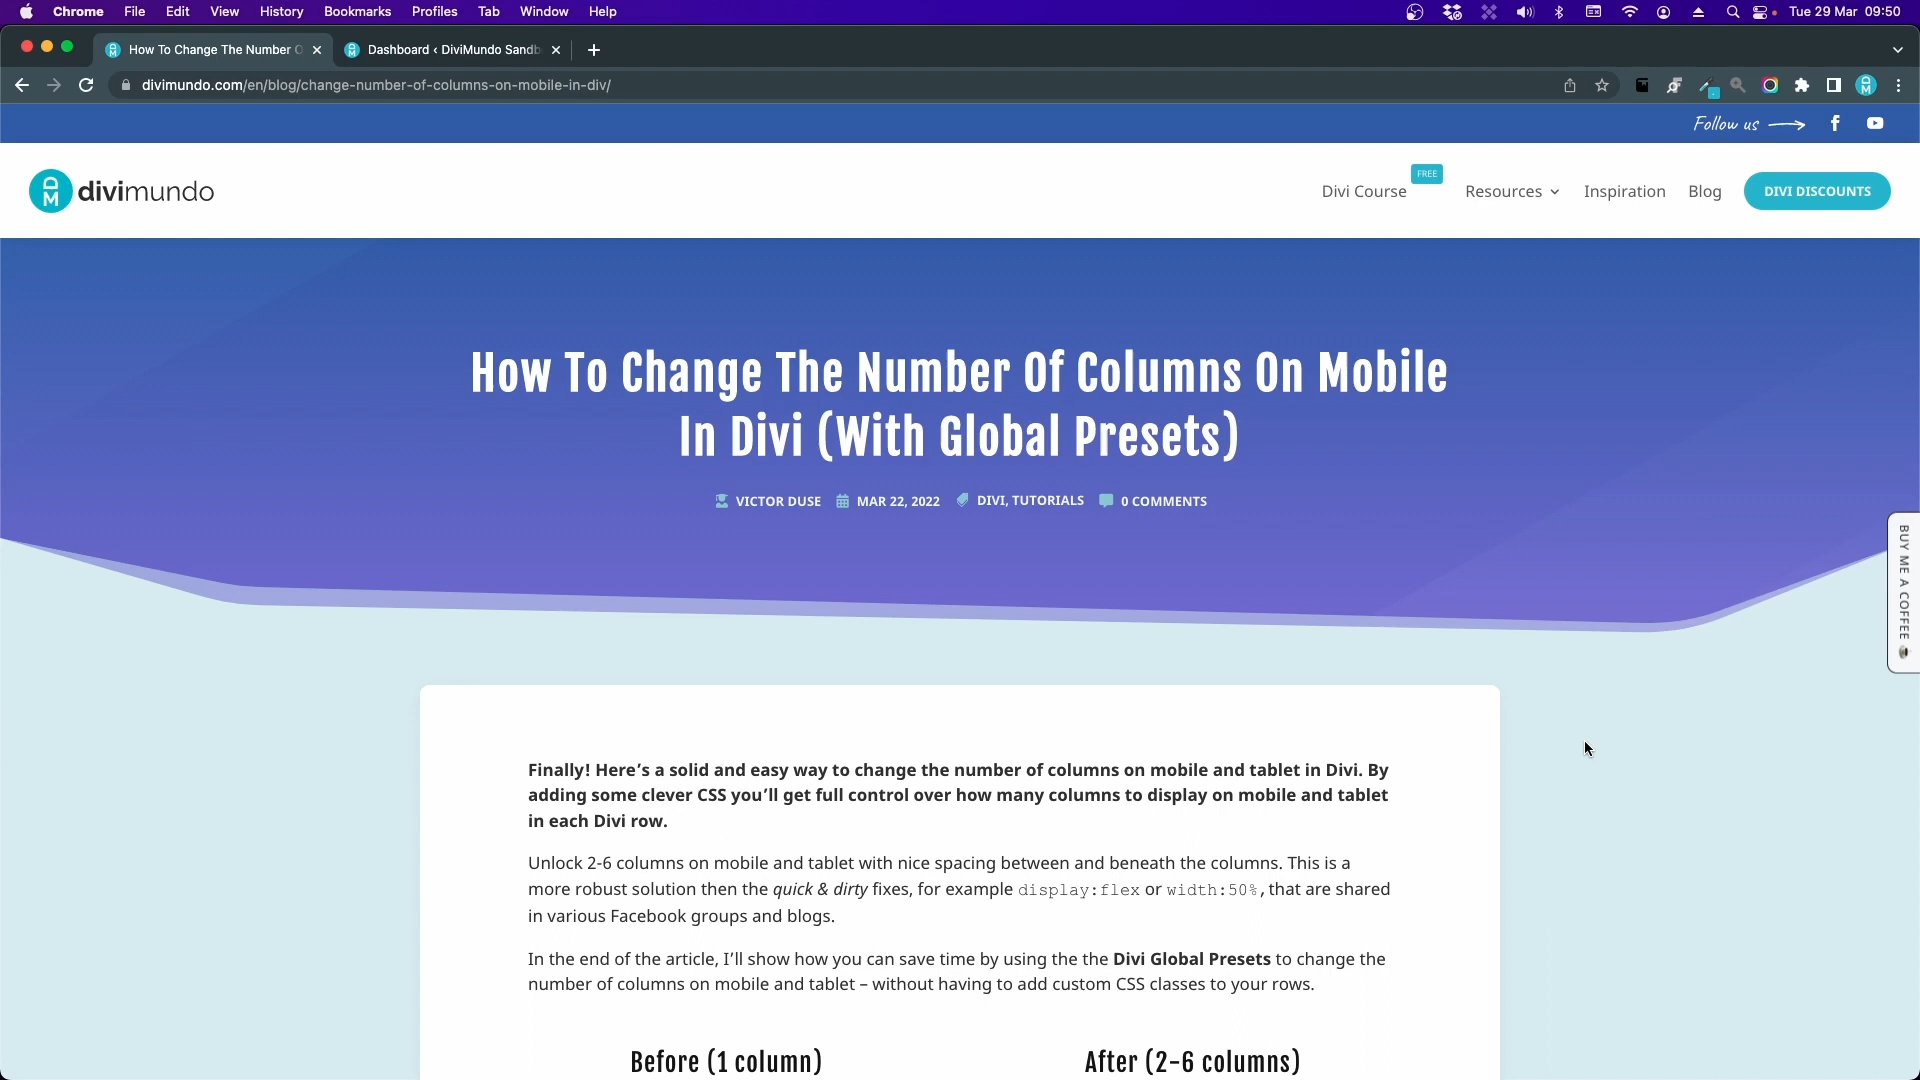 Chrome File Edit View History Bookmarks Profiles Tab Window Help Tue 29 Mar 09:50
How To Change The Number O Dashboard ‹ DiviMundo Sandb
divimundo.com/en/blog/change-number-of-columns-on-mobile-in-div/
Follow us
DM divimundo
Divi Course FREE Resources Inspiration Blog DIVI DISCOUNTS
How To Change The Number Of Columns On Mobile
In Divi (With Global Presets)
VICTOR DUSE MAR 22, 2022 DIVI, TUTORIALS 0 COMMENTS
BUY ME A COFFEE
Finally! Here’s a solid and easy way to change the number of columns on mobile and tablet in Divi. By
adding some clever CSS you’ll get full control over how many columns to display on mobile and tablet
in each Divi row.
Unlock 2-6 columns on mobile and tablet with nice spacing between and beneath the columns. This is a
more robust solution then the quick & dirty fixes, for example display:flex or width:50%, that are shared
in various Facebook groups and blogs.
In the end of the article, I’ll show how you can save time by using the the Divi Global Presets to change the
number of columns on mobile and tablet – without having to add custom CSS classes to your rows.
Before (1 column) After (2-6 columns)